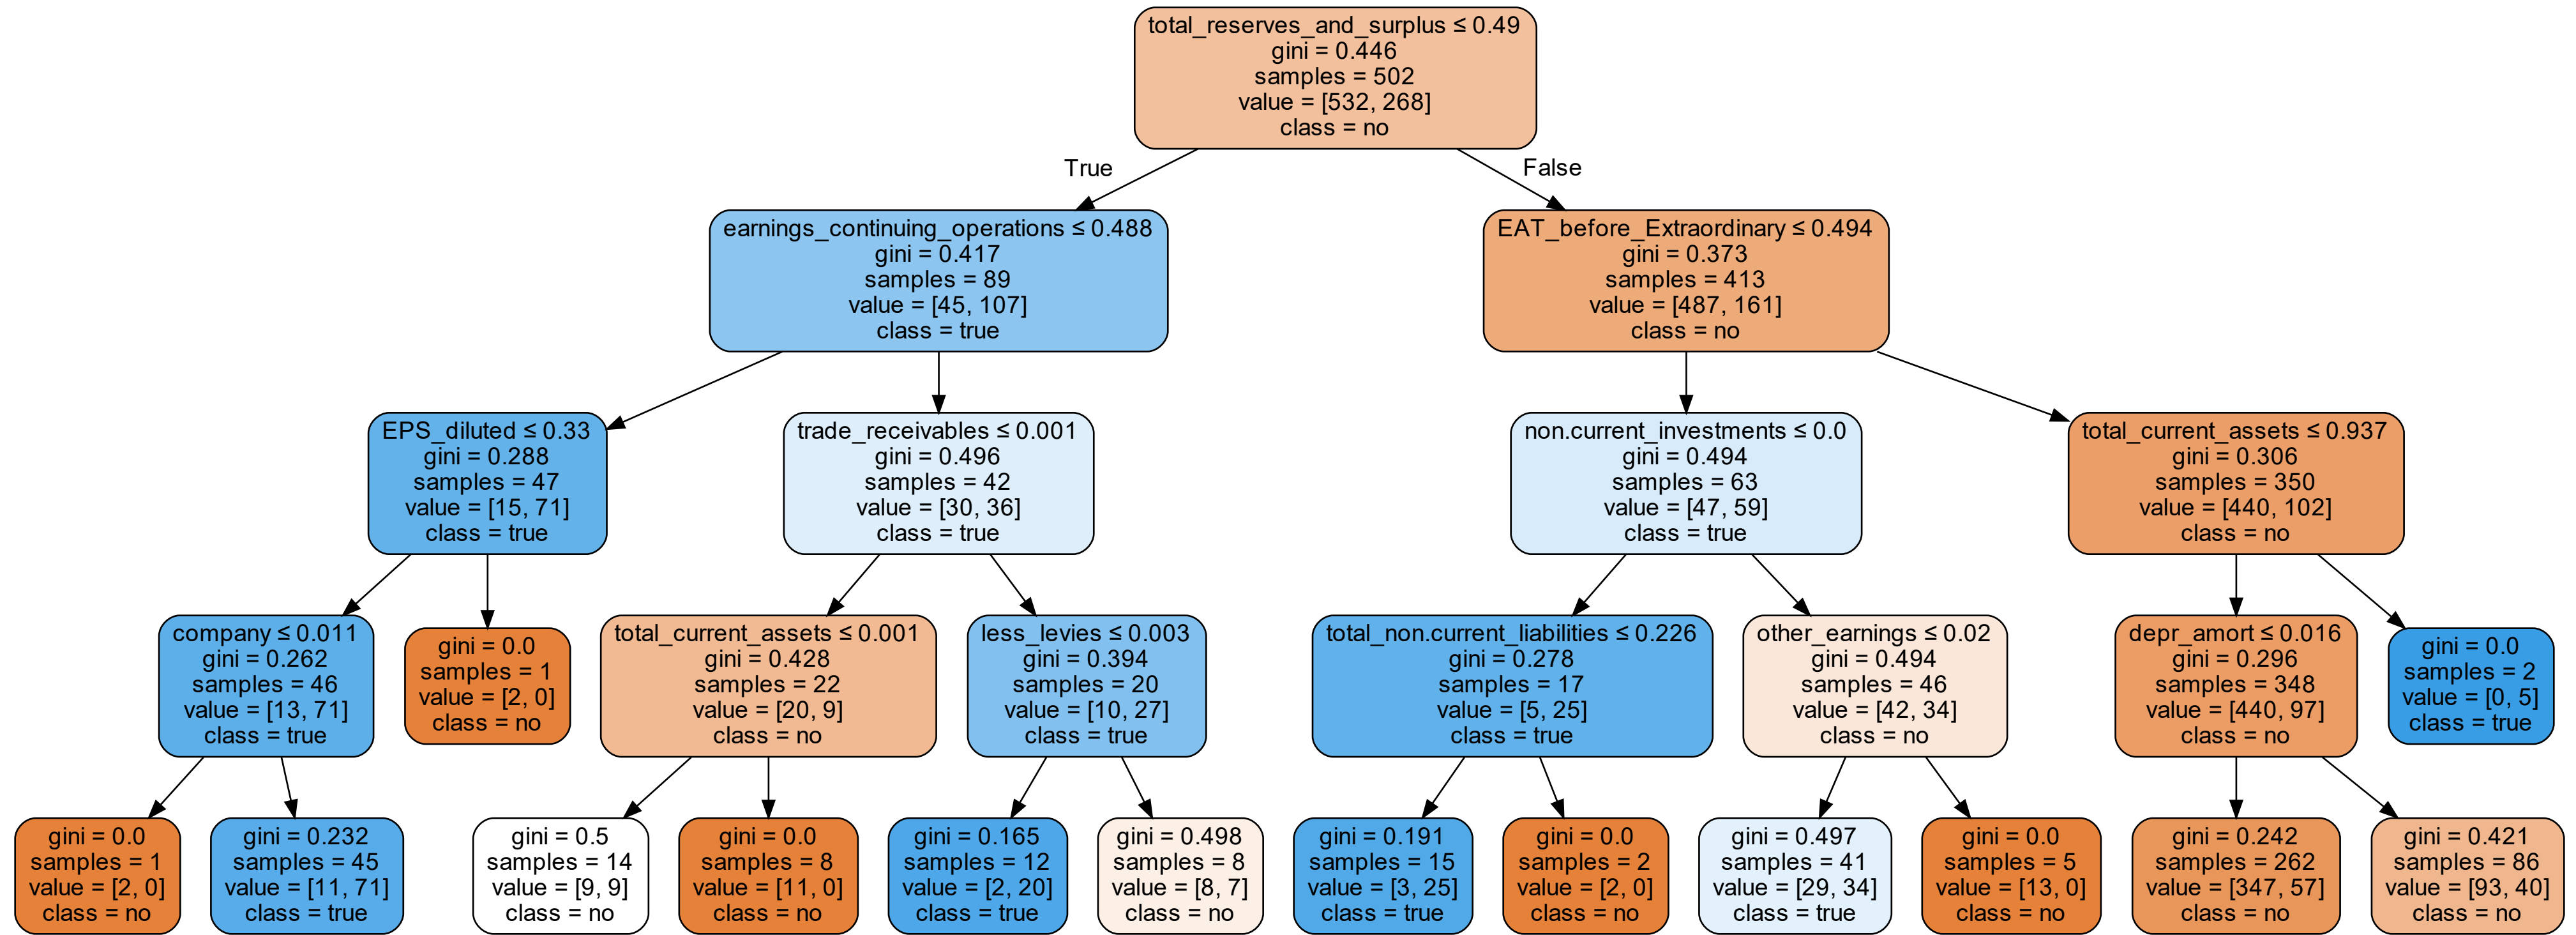 total_reserves_and_surplus ≤ 0.49
gini = 0.446
samples = 502
value = [532, 268]
class = no
True
False
earnings_continuing_operations ≤ 0.488
gini = 0.417
samples = 89
value = [45, 107]
class = true
EAT_before_Extraordinary ≤ 0.494
gini = 0.373
samples = 413
value = [487, 161]
class = no
EPS_diluted ≤ 0.33
gini = 0.288
samples = 47
value = [15, 71]
class = true
trade_receivables ≤ 0.001
gini = 0.496
samples = 42
value = [30, 36]
class = true
non.current_investments ≤ 0.0
gini = 0.494
samples = 63
value = [47, 59]
class = true
total_current_assets ≤ 0.937
gini = 0.306
samples = 350
value = [440, 102]
class = no
company ≤ 0.011
gini = 0.262
samples = 46
value = [13, 71]
class = true
gini = 0.0
samples = 1
value = [2, 0]
class = no
total_current_assets ≤ 0.001
gini = 0.428
samples = 22
value = [20, 9]
class = no
less_levies ≤ 0.003
gini = 0.394
samples = 20
value = [10, 27]
class = true
total_non.current_liabilities ≤ 0.226
gini = 0.278
samples = 17
value = [5, 25]
class = true
other_earnings ≤ 0.02
gini = 0.494
samples = 46
value = [42, 34]
class = no
depr_amort ≤ 0.016
gini = 0.296
samples = 348
value = [440, 97]
class = no
gini = 0.0
samples = 2
value = [0, 5]
class = true
gini = 0.0
samples = 1
value = [2, 0]
class = no
gini = 0.232
samples = 45
value = [11, 71]
class = true
gini = 0.5
samples = 14
value = [9, 9]
class = no
gini = 0.0
samples = 8
value = [11, 0]
class = no
gini = 0.165
samples = 12
value = [2, 20]
class = true
gini = 0.498
samples = 8
value = [8, 7]
class = no
gini = 0.191
samples = 15
value = [3, 25]
class = true
gini = 0.0
samples = 2
value = [2, 0]
class = no
gini = 0.497
samples = 41
value = [29, 34]
class = true
gini = 0.0
samples = 5
value = [13, 0]
class = no
gini = 0.242
samples = 262
value = [347, 57]
class = no
gini = 0.421
samples = 86
value = [93, 40]
class = no